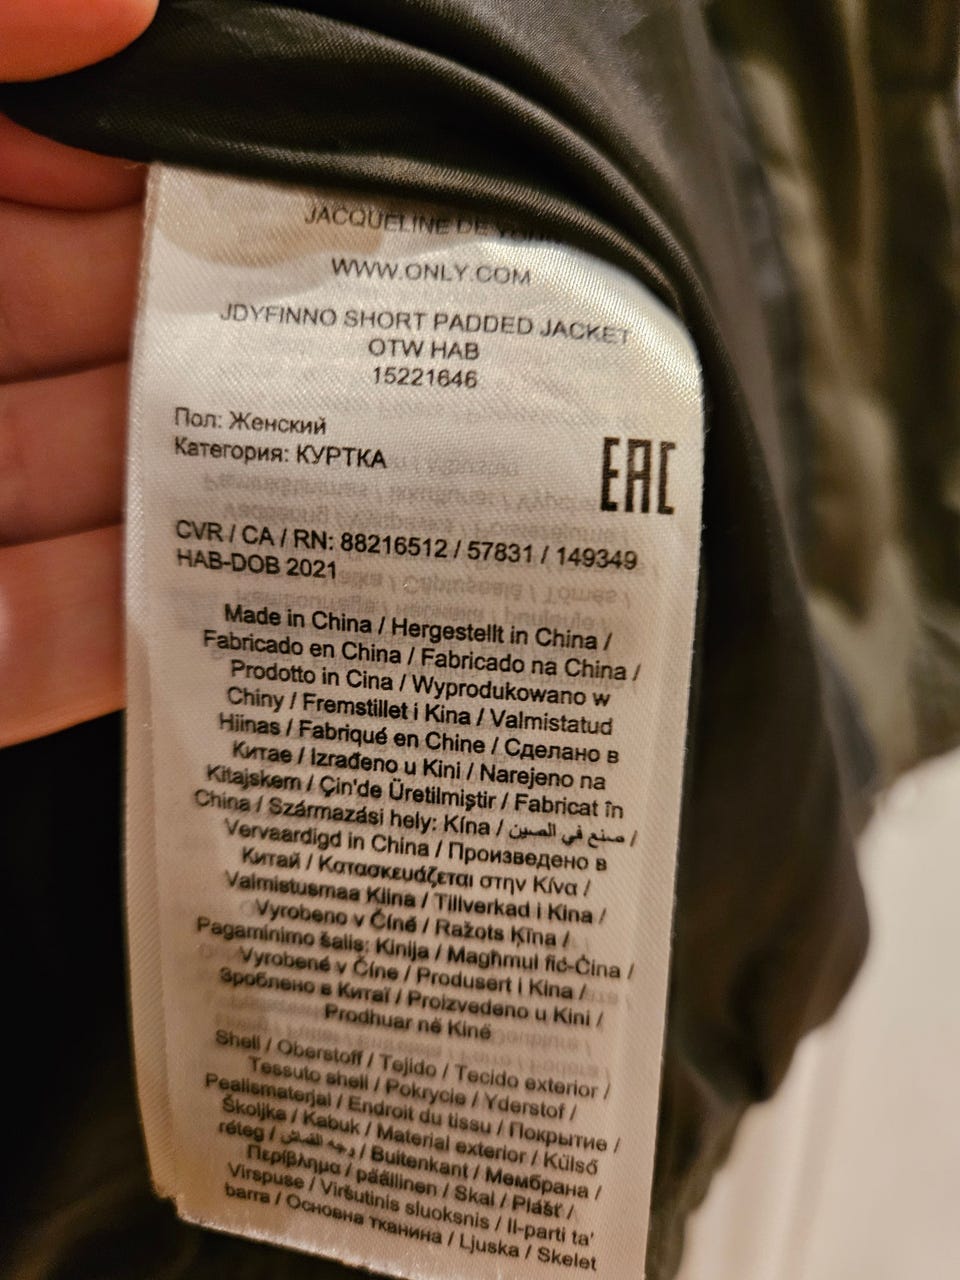 JACQUELINE DE YOUNG
WWW.ONLY.COM
JDYFINNO SHORT PADDED JACKET
OTW HAB
15221646
Пол: Женский
Категория: КУРТКА
EAC
CVR / CA / RN: 88216512 / 57831 / 149349
HAB-DOB 2021
Made in China / Hergestellt in China /
Fabricado en China / Fabricado na China /
Prodotto in Cina / Wyprodukowano w
Chiny / Fremstillet i Kina / Valmistatud
Hiinas / Fabriqué en Chine / Сделано в
Китае / Izrađeno u Kini / Narejeno na
Kitajskem / Çin'de Üretilmiştir / Fabricat în
China / Származási hely: Kína / صنع في الصين /
Vervaardigd in China / Произведено в
Китай / Κατασκευάζεται στην Κίνα /
Valmistusmaa Kiina / Tillverkad i Kina /
Vyrobeno v Číně / Ražots Ķīna /
Pagaminimo šalis: Kinija / Magħmul fiċ-Ċina /
Vyrobené v Číne / Produsert i Kina /
Зроблено в Китаї / Proizvedeno u Kini /
Prodhuar në Kinë
Shell / Oberstoff / Tejido / Tecido exterior /
Tessuto shell / Pokrycie / Yderstof /
Pealismaterjal / Endroit du tissu / Покрытие /
Školjka / Kabuk / Material exterior / Külső
réteg / وجه القماش / Buitenkant / Мембрана /
Περίβλημα / päällinen / Skal / Plášť /
Virspuse / Viršutinis sluoksnis / Il-parti ta'
barra / Основна тканина / Ljuska / Skelet